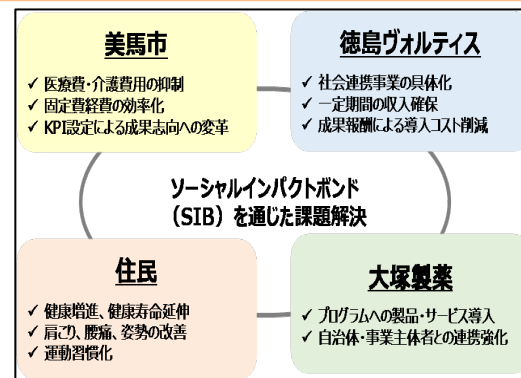 美馬市
✓ 医療費・介護費用の抑制
✓ 固定費経費の効率化
✓ KPI設定による成果志向への変革
徳島ヴォルティス
✓ 社会連携事業の具体化
✓ 一定期間の収入確保
✓ 成果報酬による導入コスト削減
ソーシャルインパクトボンド
（SIB）を通じた課題解決
住民
✓ 健康増進、健康寿命延伸
✓ 肩こり、腰痛、姿勢の改善
✓ 運動習慣化
大塚製薬
✓ プログラムへの製品・サービス導入
✓ 自治体・事業主体者との連携強化